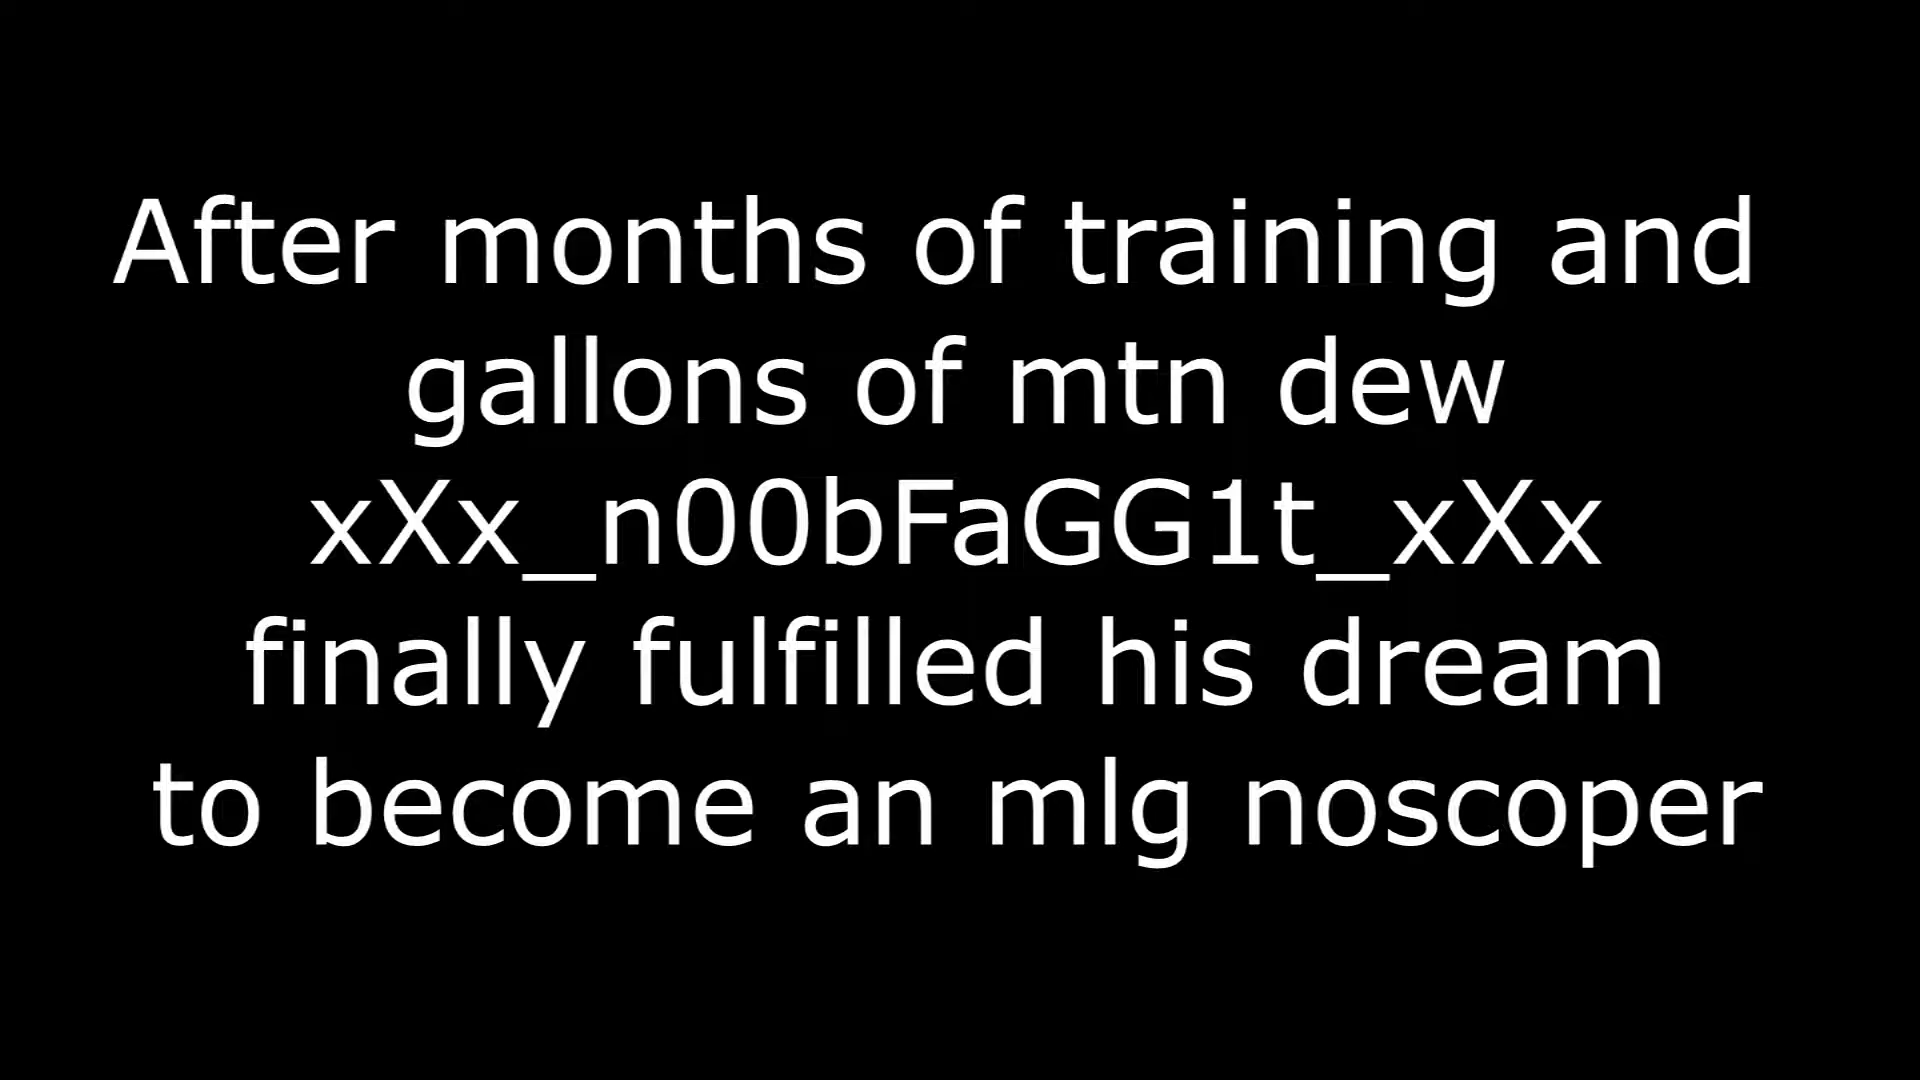 After months of training and
gallons of mtn dew
xXx_n00bFaGG1t_xXx
finally fulfilled his dream
to become an mlg noscoper